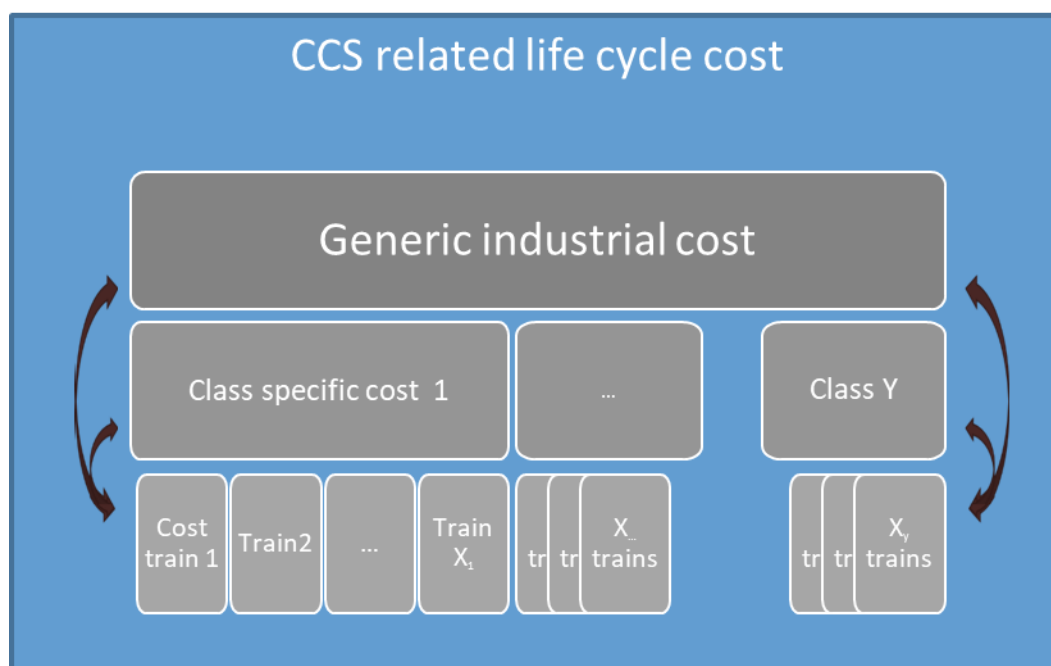 CCS related life cycle cost
Generic industrial cost
Class specific cost 1
...
Class Y
Cost
train 1
Train2
...
Train
X₁
tr
tr
X...
trains
tr
tr
Xᵧ
trains